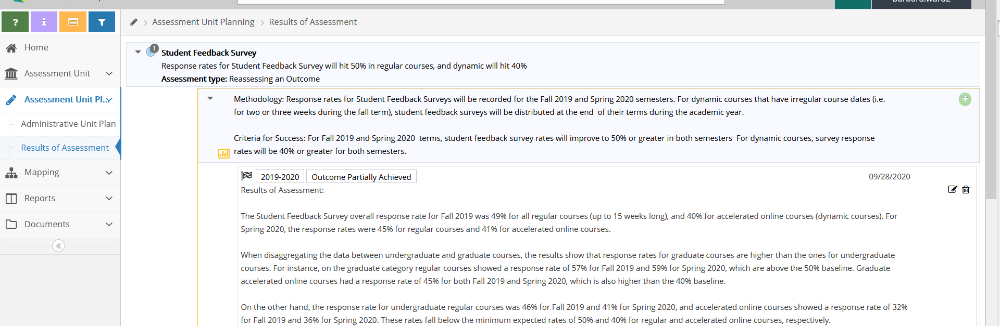 ?
i
Assessment Unit Planning > Results of Assessment
Home
Assessment Unit
Assessment Unit Pl...
Administrative Unit Plan
Results of Assessment
Mapping
Reports
Documents
1
Student Feedback Survey
Response rates for Student Feedback Survey will hit 50% in regular courses, and dynamic will hit 40%
Assessment type: Reassessing an Outcome
Methodology: Response rates for Student Feedback Surveys will be recorded for the Fall 2019 and Spring 2020 semesters. For dynamic courses that have irregular course dates (i.e.
for two or three weeks during the fall term), student feedback surveys will be distributed at the end of their terms during the academic year.
Criteria for Success: For Fall 2019 and Spring 2020 terms, student feedback survey rates will improve to 50% or greater in both semesters For dynamic courses, survey response
rates will be 40% or greater for both semesters.
2019-2020 Outcome Partially Achieved 09/28/2020
Results of Assessment:
The Student Feedback Survey overall response rate for Fall 2019 was 49% for all regular courses (up to 15 weeks long), and 40% for accelerated online courses (dynamic courses). For
Spring 2020, the response rates were 45% for regular courses and 41% for accelerated online courses.
When disaggregating the data between undergraduate and graduate courses, the results show that response rates for graduate courses are higher than the ones for undergraduate
courses. For instance, on the graduate category regular courses showed a response rate of 57% for Fall 2019 and 59% for Spring 2020, which are above the 50% baseline. Graduate
accelerated online courses had a response rate of 45% for both Fall 2019 and Spring 2020, which is also higher than the 40% baseline.
On the other hand, the response rate for undergraduate regular courses was 46% for Fall 2019 and 41% for Spring 2020, and accelerated online courses showed a response rate of 32%
for Fall 2019 and 36% for Spring 2020. These rates fall below the minimum expected rates of 50% and 40% for regular and accelerated online courses, respectively.